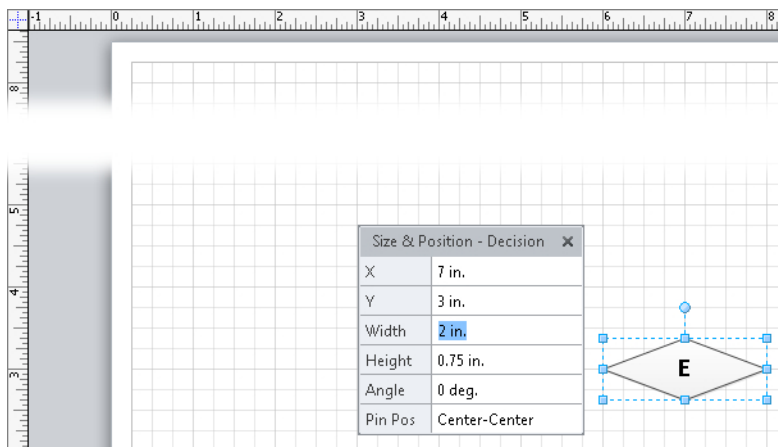 -1 0 1 2 3 4 5 6 7 8
8
5
Size & Position - Decision
X 7 in.
Y 3 in.
4
Width 2 in.
Height 0.75 in.
E
3
Angle 0 deg.
Pin Pos Center-Center